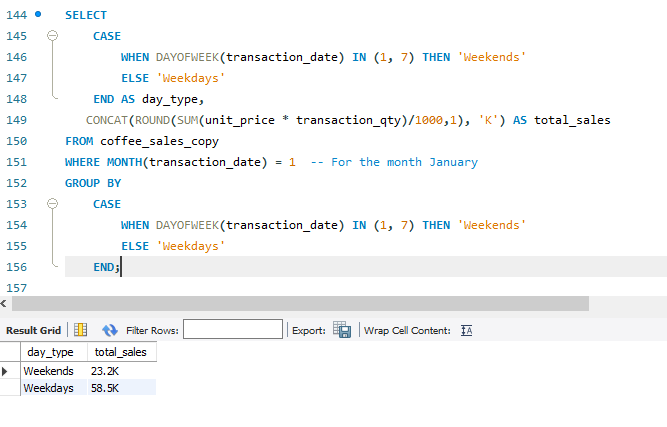 144 SELECT
145 CASE
146 WHEN DAYOFWEEK(transaction_date) IN (1, 7) THEN 'Weekends'
147 ELSE 'Weekdays'
148 END AS day_type,
149 CONCAT(ROUND(SUM(unit_price * transaction_qty)/1000,1), 'K') AS total_sales
150 FROM coffee_sales_copy
151 WHERE MONTH(transaction_date) = 1 -- For the month January
152 GROUP BY
153 CASE
154 WHEN DAYOFWEEK(transaction_date) IN (1, 7) THEN 'Weekends'
155 ELSE 'Weekdays'
156 END;
157
Result Grid Filter Rows: Export: Wrap Cell Content: IA
day_type total_sales
Weekends 23.2K
Weekdays 58.5K